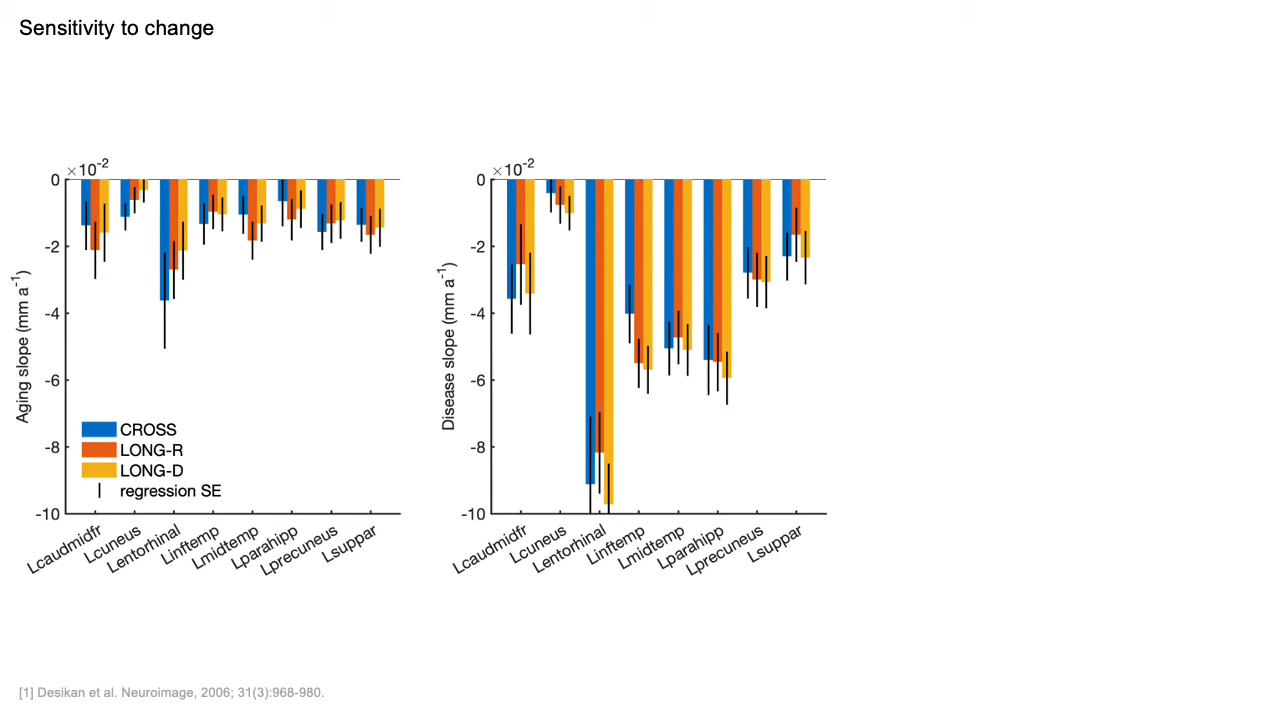 Sensitivity to change
×10-2
0
-2
-4
-6
-8
-10
Aging slope (mm a-1)
CROSS
LONG-R
LONG-D
regression SE
Lcaudmidfr
Lcuneus
Lentorhinal
Linftemp
Lmidtemp
Lparahipp
Lprecuneus
Lsuppar
×10-2
0
-2
-4
-6
-8
-10
Disease slope (mm a-1)
Lcaudmidfr
Lcuneus
Lentorhinal
Linftemp
Lmidtemp
Lparahipp
Lprecuneus
Lsuppar
[1] Desikan et al. Neuroimage, 2006; 31(3):968-980.